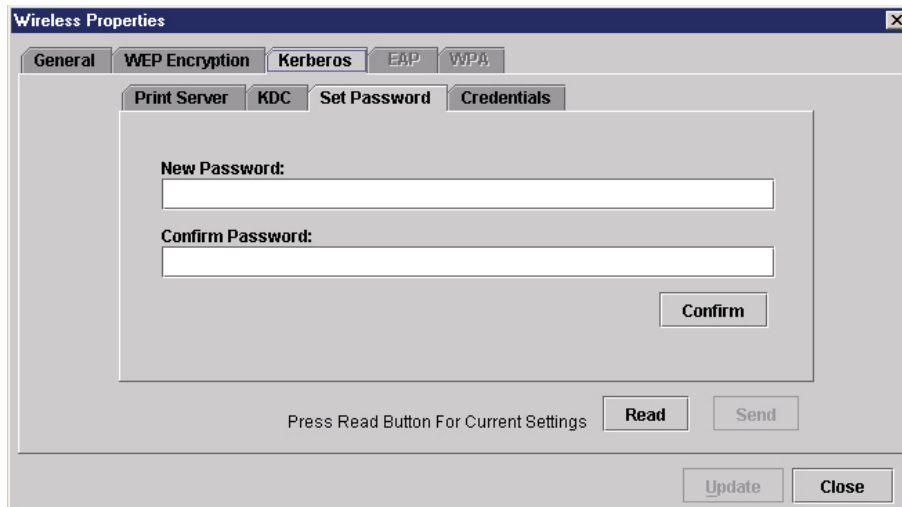 Wireless Properties
General WEP Encryption Kerberos EAP WPA
Print Server KDC Set Password Credentials
New Password:
Confirm Password:
Confirm
Press Read Button For Current Settings Read Send
Update Close